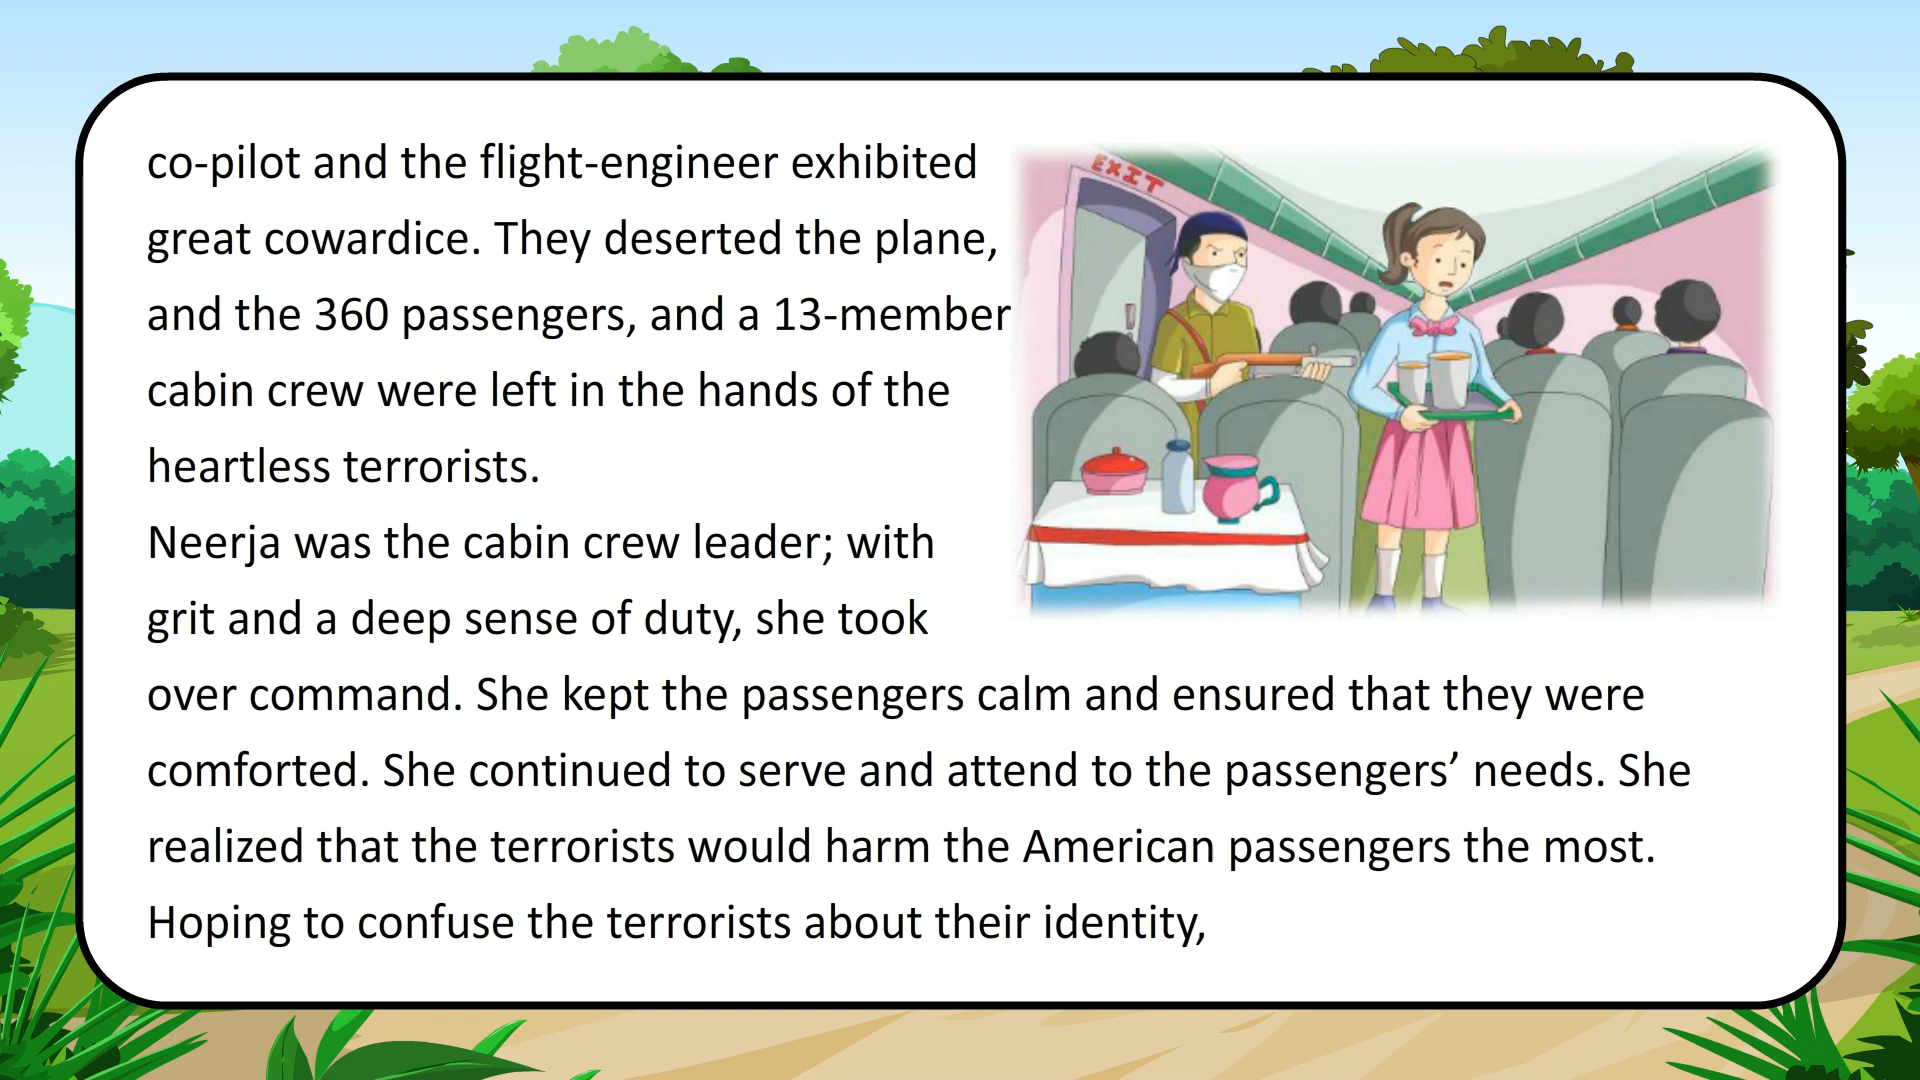 co-pilot and the flight-engineer exhibited
great cowardice. They deserted the plane,
and the 360 passengers, and a 13-member
cabin crew were left in the hands of the
heartless terrorists.
Neerja was the cabin crew leader; with
grit and a deep sense of duty, she took
over command. She kept the passengers calm and ensured that they were
comforted. She continued to serve and attend to the passengers’ needs. She
realized that the terrorists would harm the American passengers the most.
Hoping to confuse the terrorists about their identity,
EXIT